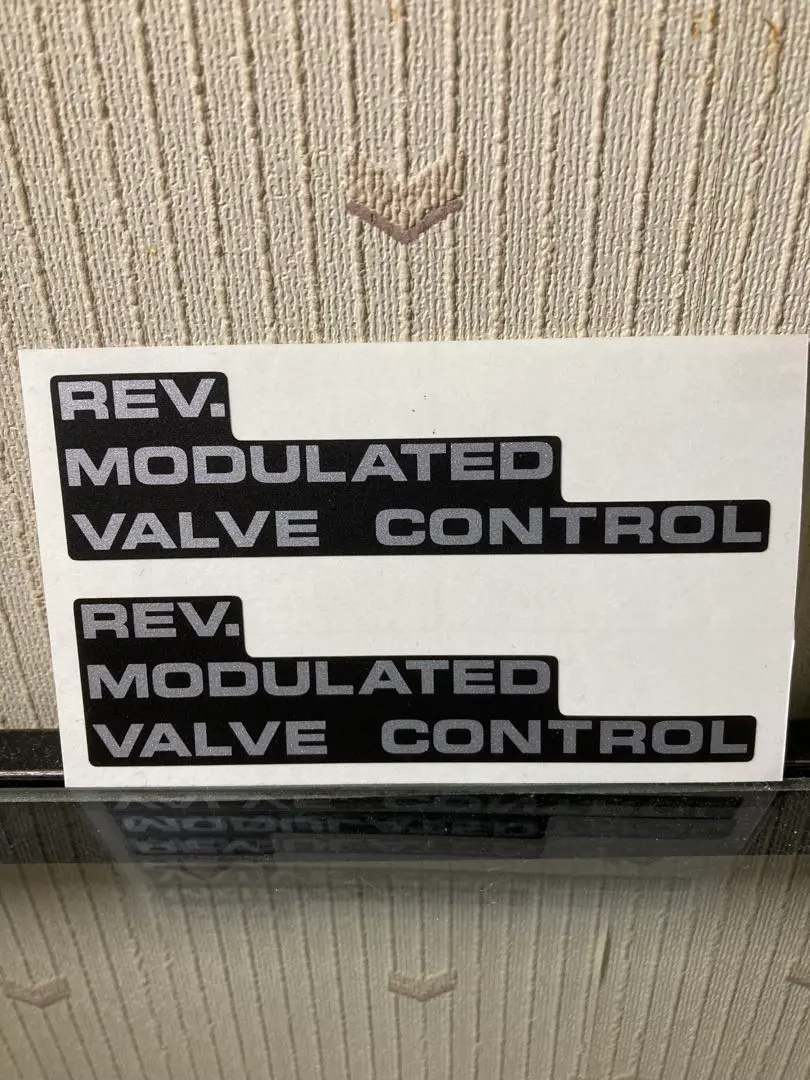 REV.
MODULATED
VALVE CONTROL
REV.
MODULATED
VALVE CONTROL